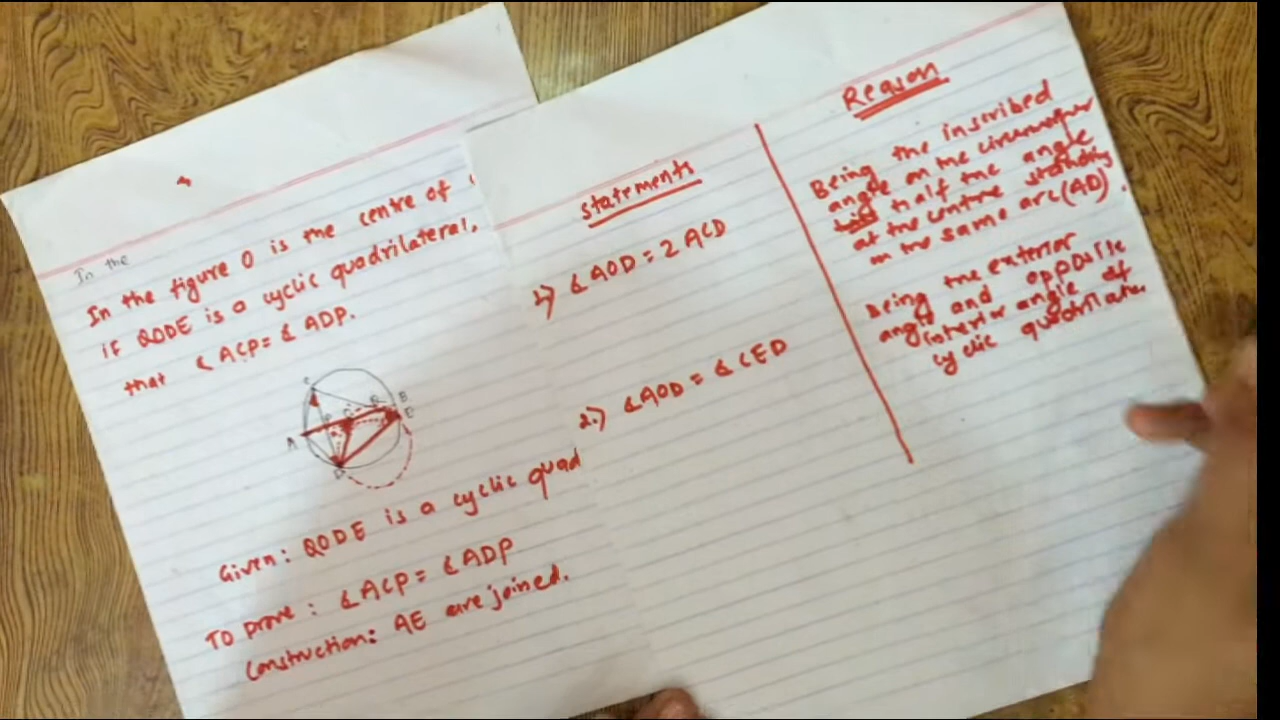 In the
In the figure O is the centre of
if QODE is a cyclic quadrilateral,
that ∠ACP = ∠ADP.
C
B
E
A
Given: QODE is a cyclic quad
To prove: ∠ACP = ∠ADP
Construction: AE are joined.
Statements
1.) ∠AOD = 2 ACD
2.) ∠AOD = ∠CED
Reason
Being the inscribed
angle on the
is half the angle
at the centre standing
on the same arc (AD).
Being the exterior
angle and opposite
interior angle of
cyclic